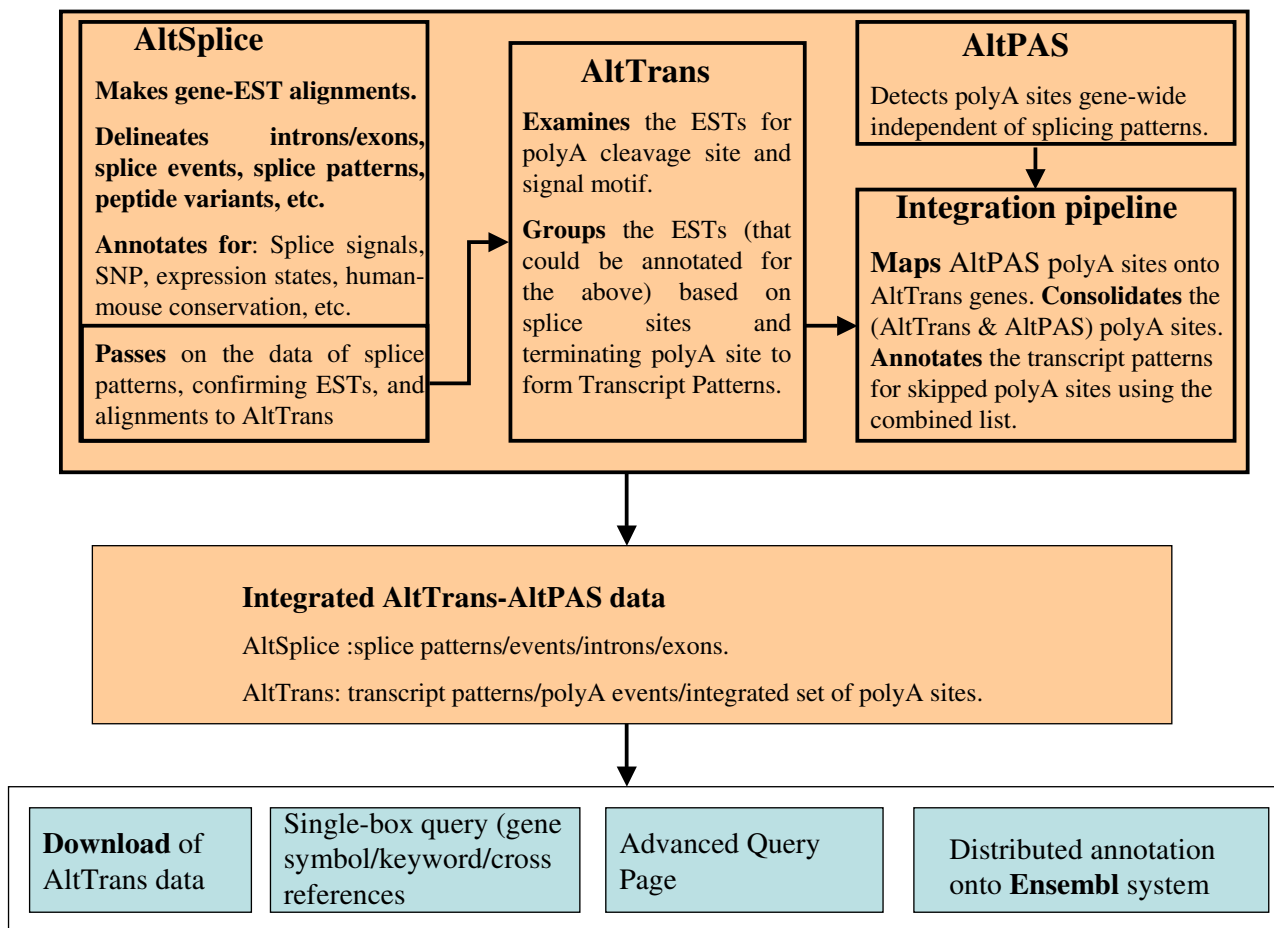 AltSplice
Makes gene-EST alignments.
Delineates introns/exons,
splice events, splice patterns,
peptide variants, etc.
Annotates for: Splice signals,
SNP, expression states, human-
mouse conservation, etc.
Passes on the data of splice
patterns, confirming ESTs, and
alignments to AltTrans
AltTrans
Examines the ESTs for
polyA cleavage site and
signal motif.
Groups the ESTs (that
could be annotated for
the above) based on
splice sites and
terminating polyA site to
form Transcript Patterns.
AltPAS
Detects polyA sites gene-wide
independent of splicing patterns.
Integration pipeline
Maps AltPAS polyA sites onto
AltTrans genes. Consolidates the
(AltTrans & AltPAS) polyA sites.
Annotates the transcript patterns
for skipped polyA sites using the
combined list.
Integrated AltTrans-AltPAS data
AltSplice :splice patterns/events/introns/exons.
AltTrans: transcript patterns/polyA events/integrated set of polyA sites.
Download of
AltTrans data
Single-box query (gene
symbol/keyword/cross
references
Advanced Query
Page
Distributed annotation
onto Ensembl system